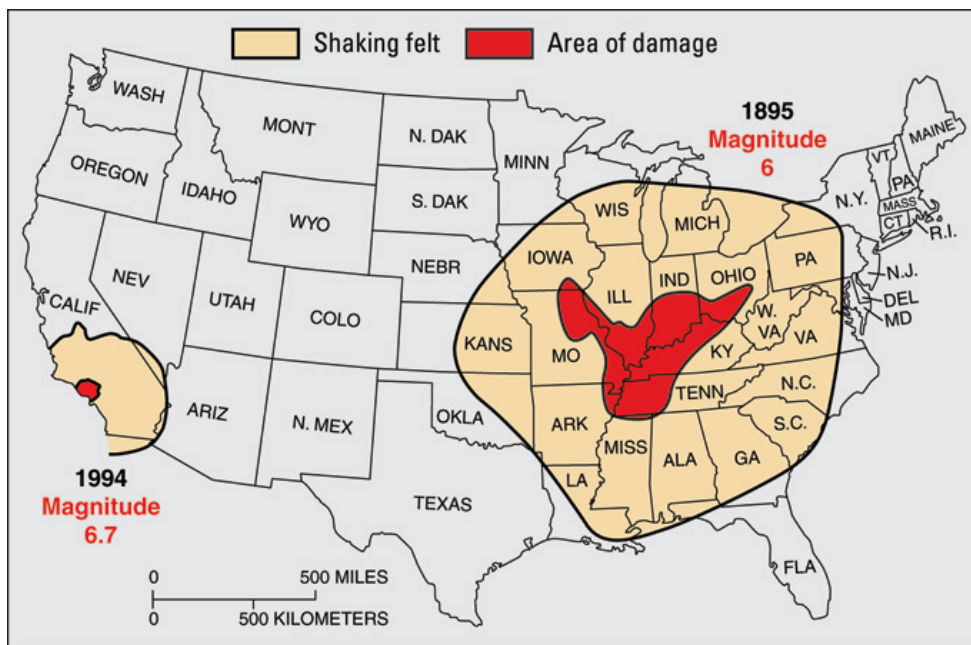 Shaking felt
Area of damage
WASH
MONT
N. DAK
MINN
1895
Magnitude
6
MAINE
VT
PA
OREGON
IDAHO
S. DAK
WYO
WIS
MICH
N.Y.
MASS
CT
R.I.
NEBR
IOWA
NEV
UTAH
CALIF
COLO
KANS
MO
ILL
IND
OHIO
PA
N.J.
DEL
MD
W.
VA
VA
KY
ARIZ
N. MEX
OKLA
ARK
TENN
N.C.
S.C.
MISS
ALA
GA
LA
TEXAS
FLA
1994
Magnitude
6.7
0 500 MILES
0 500 KILOMETERS